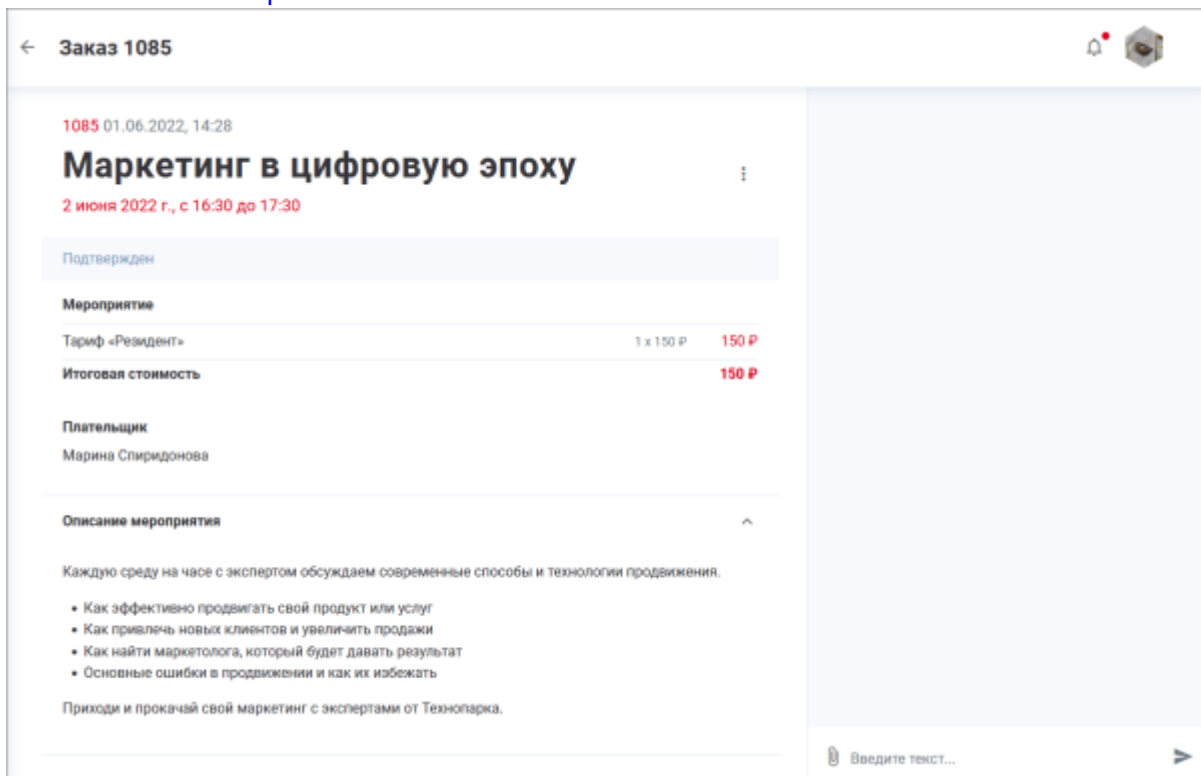 Заказ 1085
1085 01.06.2022, 14:28
Маркетинг в цифровую эпоху
2 июня 2022 г., с 16:30 до 17:30
Подтвержден
Мероприятие
Тариф «Резидент» 1 x 150 ₽ 150 ₽
Итоговая стоимость 150 ₽
Плательщик
Марина Спиридонова
Описание мероприятия
Каждую среду на часе с экспертом обсуждаем современные способы и технологии продвижения.
• Как эффективно продвигать свой продукт или услуг
• Как привлечь новых клиентов и увеличить продажи
• Как найти маркетолога, который будет давать результат
• Основные ошибки в продвижении и как их избежать
Приходи и прокачай свой маркетинг с экспертами от Технопарка.
Введите текст...